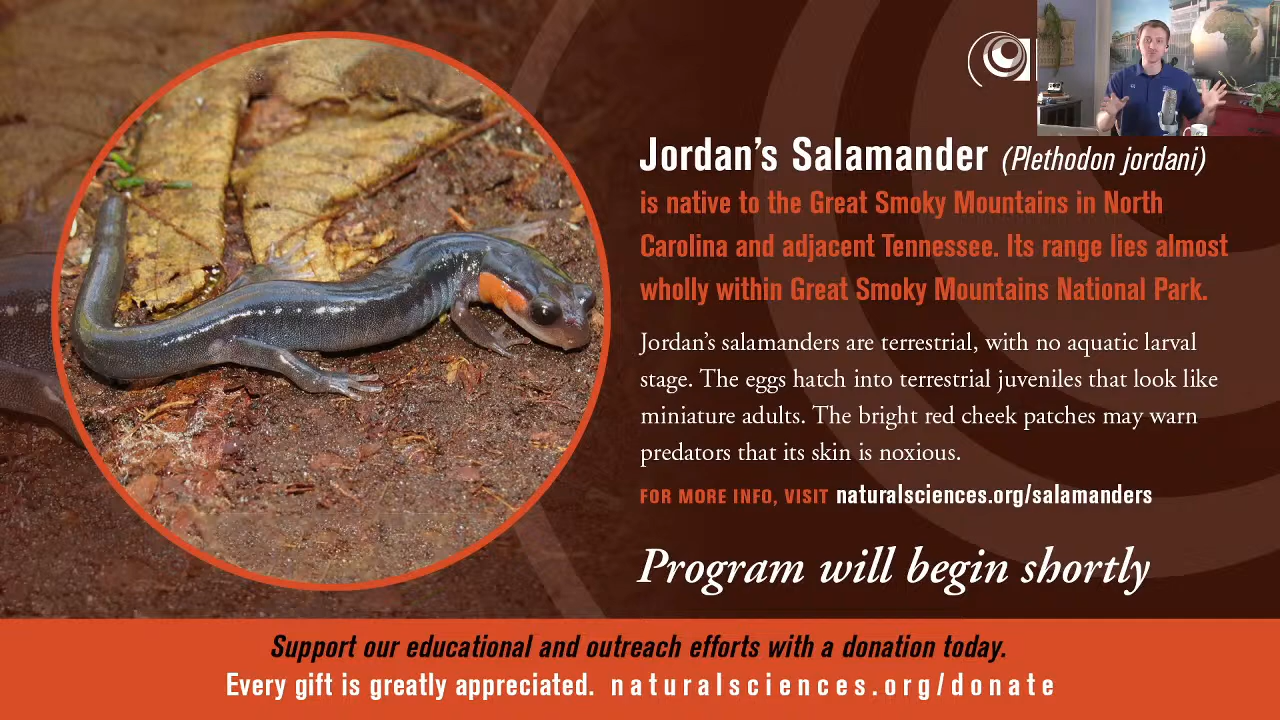 Jordan's Salamander (Plethodon jordani)
is native to the Great Smoky Mountains in North
Carolina and adjacent Tennessee. Its range lies almost
wholly within Great Smoky Mountains National Park.
Jordan's salamanders are terrestrial, with no aquatic larval
stage. The eggs hatch into terrestrial juveniles that look like
miniature adults. The bright red cheek patches may warn
predators that its skin is noxious.
FOR MORE INFO, VISIT naturalsciences.org/salamanders
Program will begin shortly
Support our educational and outreach efforts with a donation today.
Every gift is greatly appreciated. naturalsciences.org/donate